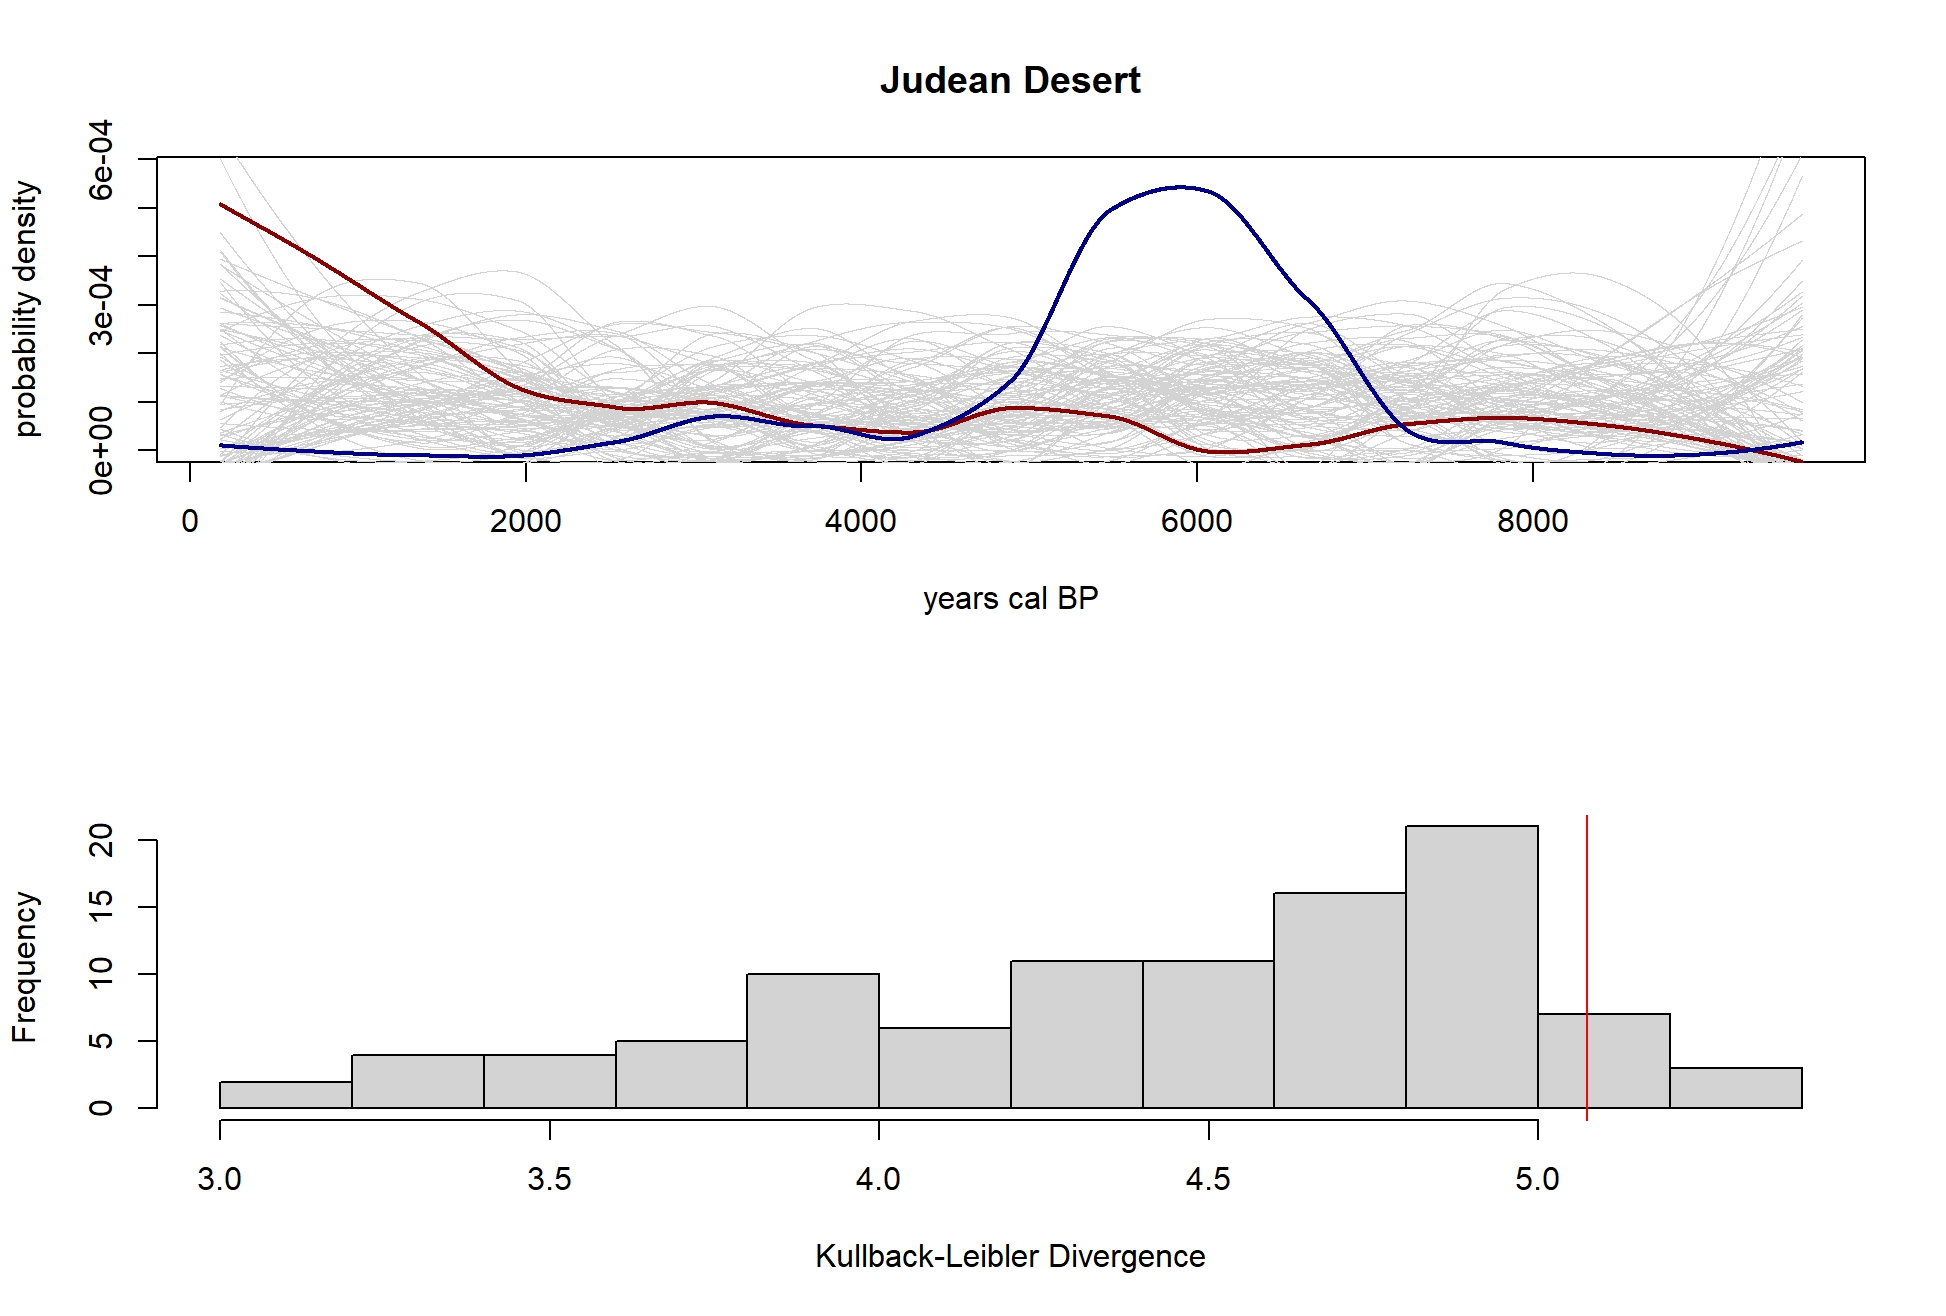 Judean Desert
probability density
6e-04
3e-04
0e+00
0 2000 4000 6000 8000
years cal BP
Frequency
20
15
10
5
0
3.0 3.5 4.0 4.5 5.0
Kullback-Leibler Divergence